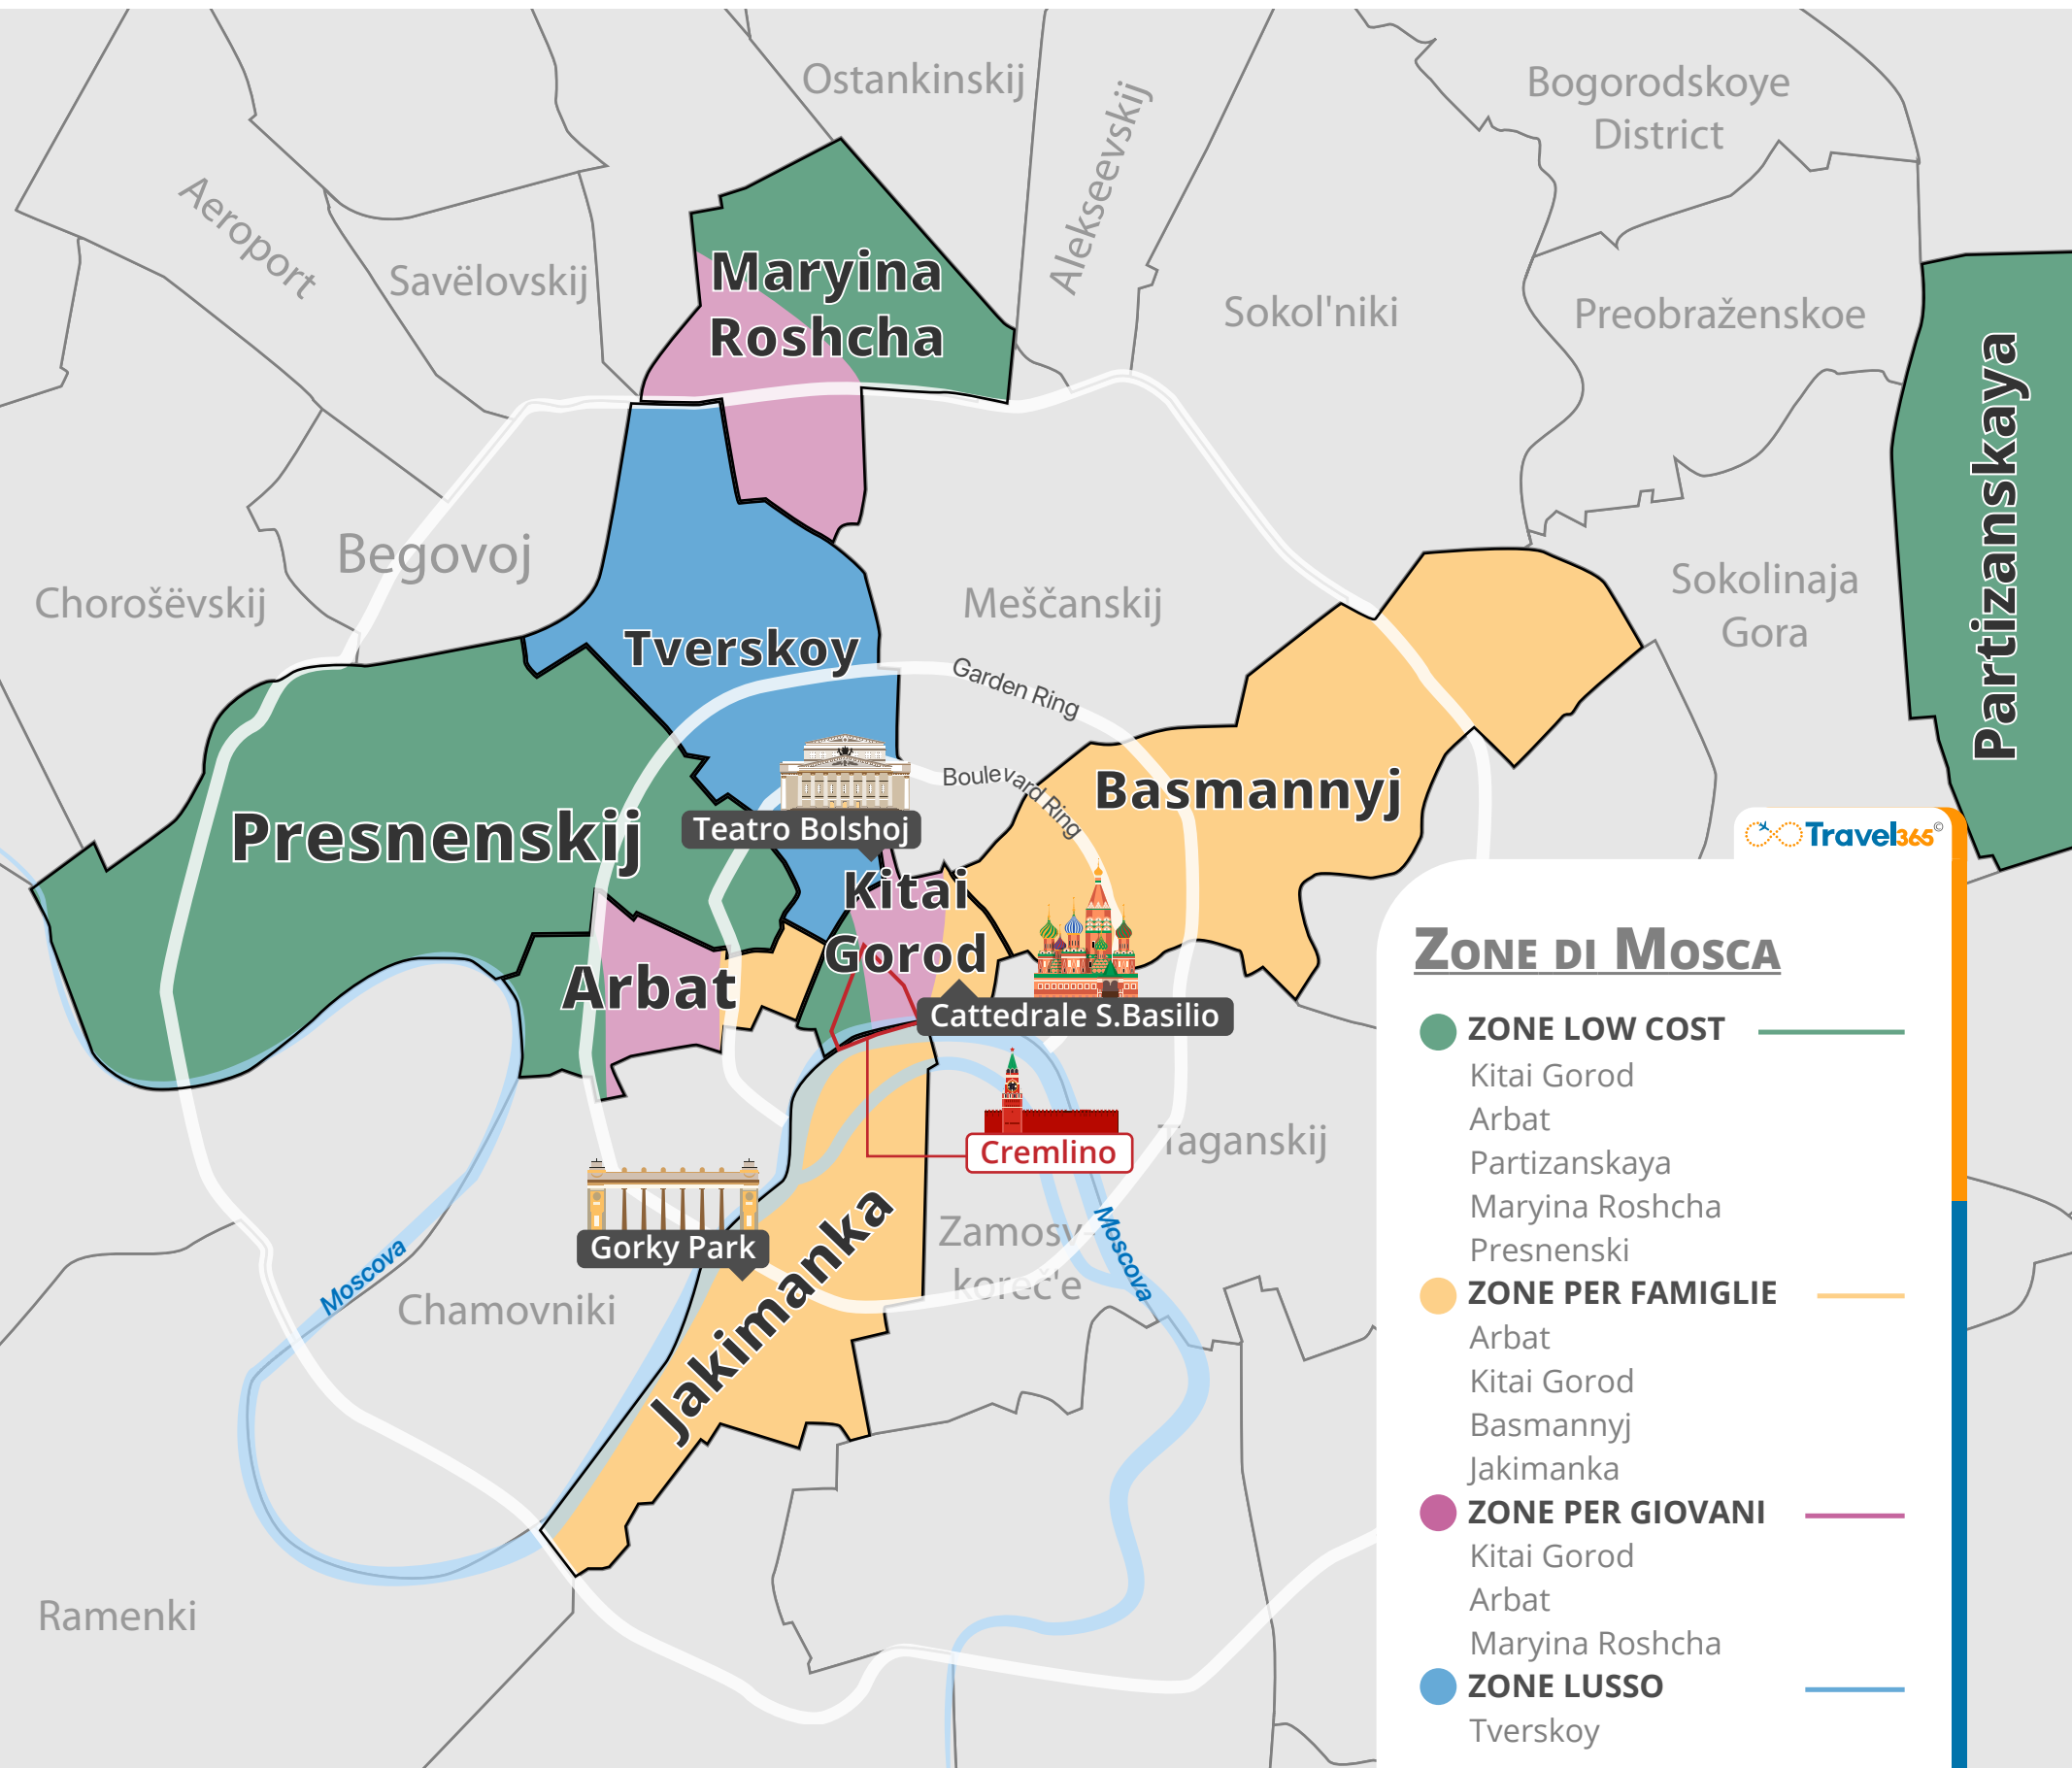 Ostankinskij
Alekseevskij
Bogorodskoye
District
Aeroport
Savëlovskij
Maryina
Roshcha
Sokol'niki
Preobraženskoe
Partizanskaya
Begovoj
Chorošëvskij
Meščanskij
Sokolinaja
Gora
Tverskoy
Garden Ring
Boulevard Ring
Basmannyj
Presnenskij
Teatro Bolshoj
Kitai
Gorod
Arbat
Cattedrale S.Basilio
Cremlino
Taganskij
Gorky Park
Jakimanka
Zamosv-
koreč'e
Moscova
Moscova
Chamovniki
Ramenki
Travel365©
ZONE DI MOSCA
ZONE LOW COST
Kitai Gorod
Arbat
Partizanskaya
Maryina Roshcha
Presnenski
ZONE PER FAMIGLIE
Arbat
Kitai Gorod
Basmannyj
Jakimanka
ZONE PER GIOVANI
Kitai Gorod
Arbat
Maryina Roshcha
ZONE LUSSO
Tverskoy